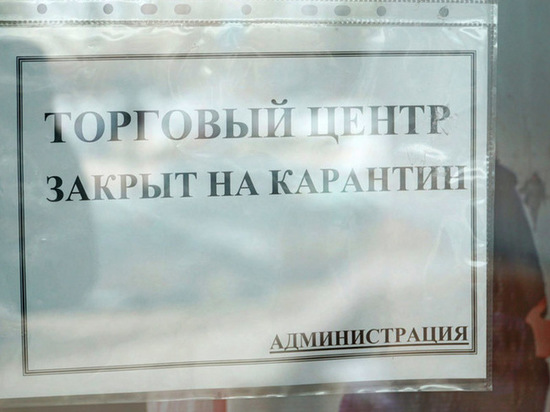 ТОРГОВЫЙ ЦЕНТР
ЗАКРЫТ НА КАРАНТИН
АДМИНИСТРАЦИЯ